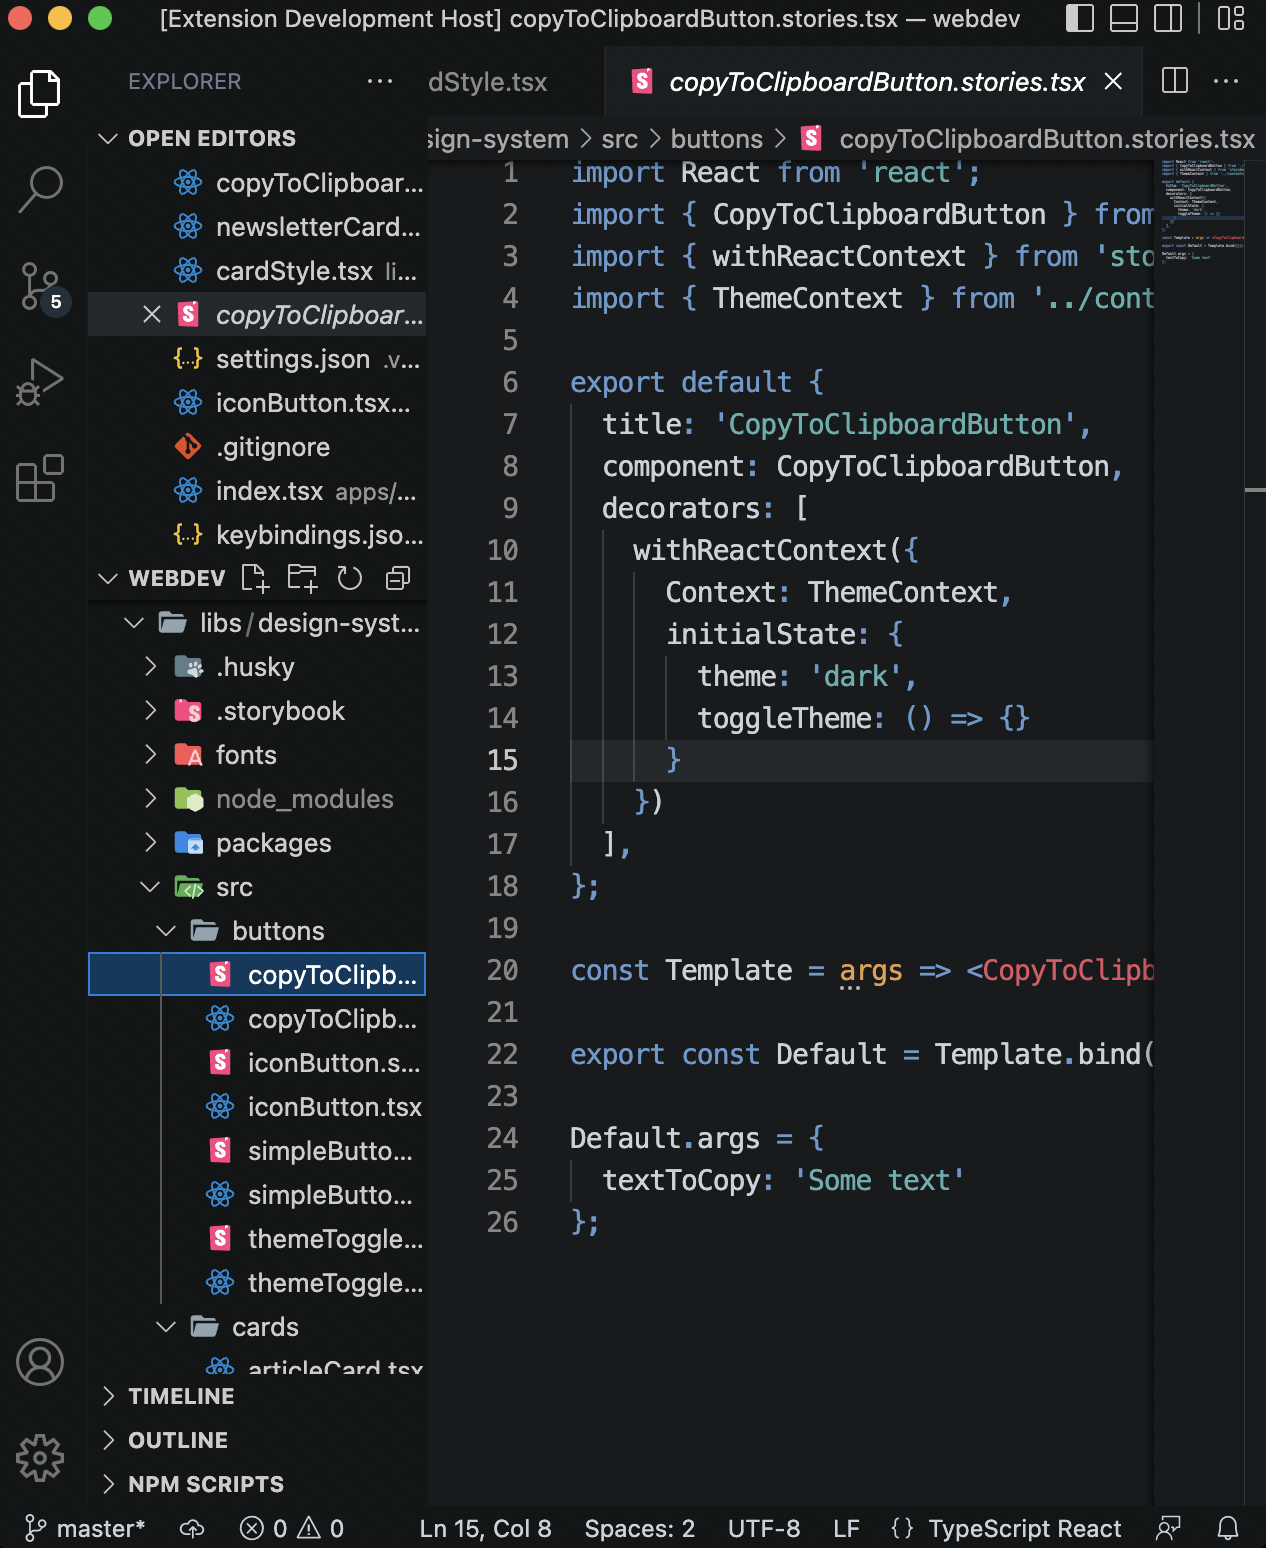 [Extension Development Host] copyToClipboardButton.stories.tsx — webdev
EXPLORER
dStyle.tsx
copyToClipboardButton.stories.tsx
OPEN EDITORS
sign-system > src > buttons > copyToClipboardButton.stories.tsx
copyToClipboar...
newsletterCard...
cardStyle.tsx li...
copyToClipboar...
settings.json .v...
iconButton.tsx...
.gitignore
index.tsx apps/...
keybindings.jso...
5
WEBDEV
libs/design-syst...
.husky
.storybook
fonts
node_modules
packages
src
buttons
copyToClipb...
copyToClipb...
iconButton.s...
iconButton.tsx
simpleButto...
simpleButto...
themeToggle...
themeToggle...
cards
articleCard.tsx
TIMELINE
OUTLINE
NPM SCRIPTS
1 import React from 'react';
2 import { CopyToClipboardButton } from
3 import { withReactContext } from 'sto
4 import { ThemeContext } from '../cont
5
6 export default {
7 title: 'CopyToClipboardButton',
8 component: CopyToClipboardButton,
9 decorators: [
10 withReactContext({
11 Context: ThemeContext,
12 initialState: {
13 theme: 'dark',
14 toggleTheme: () => {}
15 }
16 })
17 ],
18 };
19
20 const Template = args => <CopyToClipb
21
22 export const Default = Template.bind(
23
24 Default.args = {
25 textToCopy: 'Some text'
26 };
master* 0 0 Ln 15, Col 8 Spaces: 2 UTF-8 LF {} TypeScript React